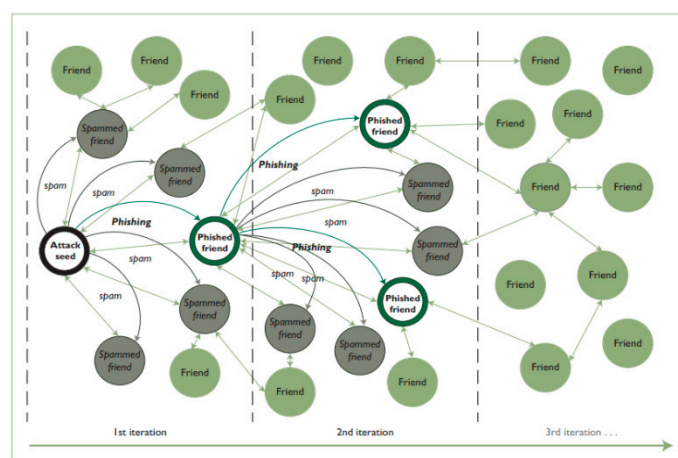 Friend
Friend
Friend
Spammed
friend
Spammed
friend
spam
spam
Phishing
Attack
seed
Phished
friend
spam
spam
Spammed
friend
Spammed
friend
Friend
1st iteration
Friend
Friend
Friend
Phished
friend
Phishing
spam
Spammed
friend
spam
Phishing
Spammed
friend
spam
spam
Phished
friend
Spammed
friend
Spammed
friend
Friend
Friend
2nd iteration
Friend
Friend
Friend
Friend
Friend
Friend
Friend
Friend
Friend
Friend
3rd iteration . . .